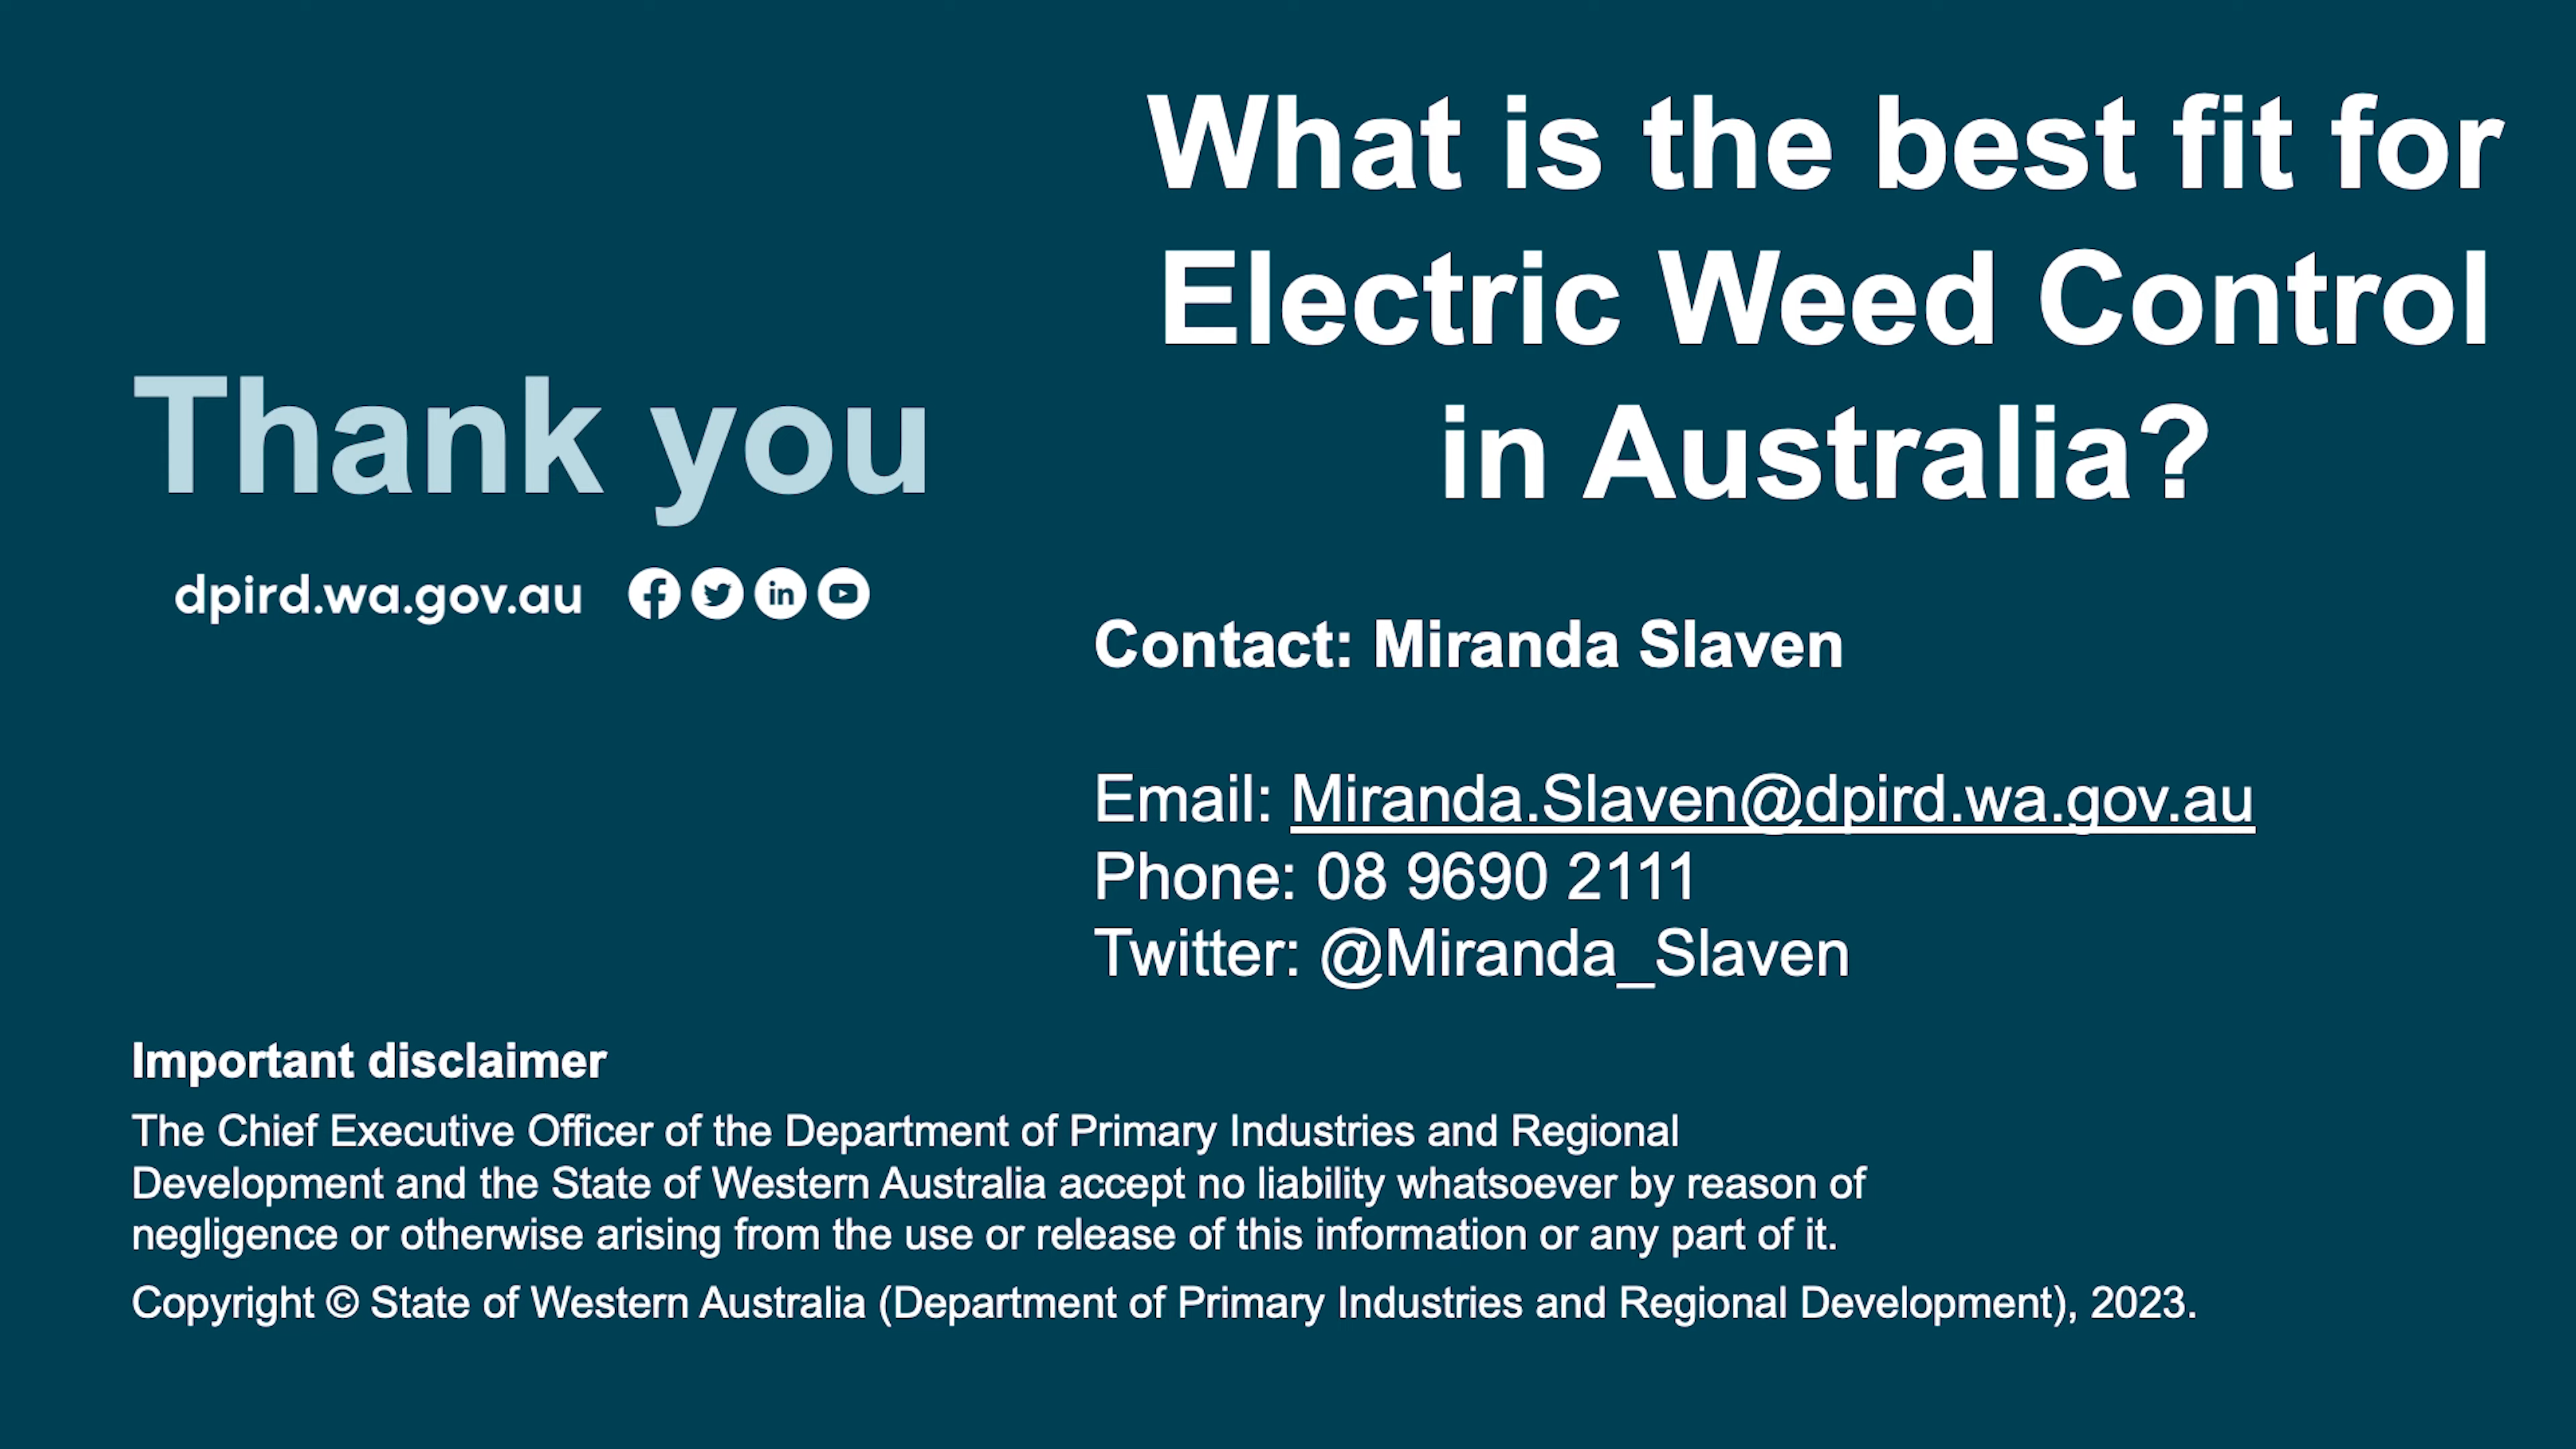 Thank you
dpird.wa.gov.au
What is the best fit for
Electric Weed Control
in Australia?
Contact: Miranda Slaven
Email: Miranda.Slaven@dpird.wa.gov.au
Phone: 08 9690 2111
Twitter: @Miranda_Slaven
Important disclaimer
The Chief Executive Officer of the Department of Primary Industries and Regional
Development and the State of Western Australia accept no liability whatsoever by reason of
negligence or otherwise arising from the use or release of this information or any part of it.
Copyright © State of Western Australia (Department of Primary Industries and Regional Development), 2023.